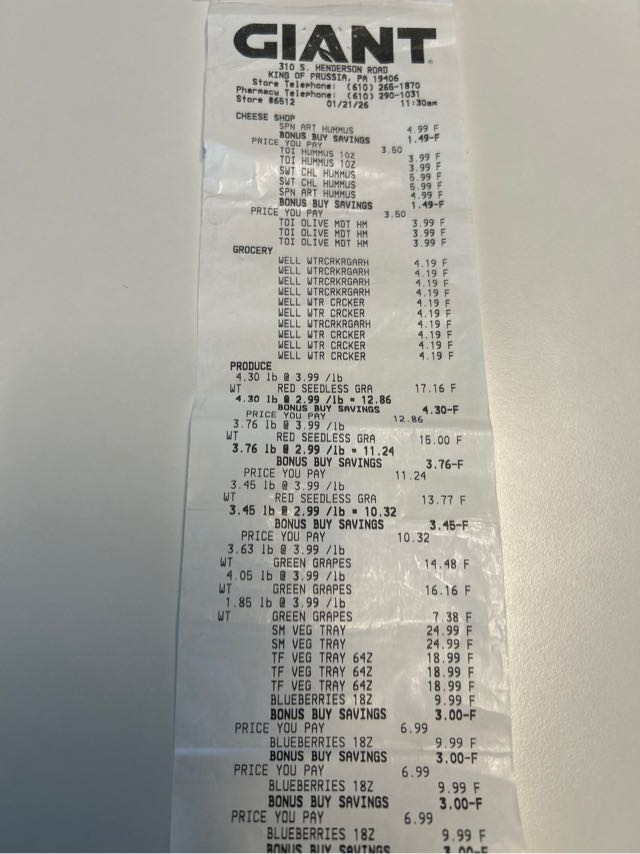 GIANT
310 S. HENDERSON ROAD
KING OF PRUSSIA, PA 19406
Store Telephone: (610) 265-1870
Pharmacy Telephone: (610) 290-1031
Store #6512 01/21/26 11:30am
CHEESE SHOP
SPN ART HUMMUS 4.99 F
BONUS BUY SAVINGS 1.49-F
PRICE YOU PAY 3.50
TOI HUMMUS 10Z 3.99 F
TOI HUMMUS 10Z 3.99 F
SWT CHL HUMMUS 5.99 F
SWT CHL HUMMUS 5.99 F
SPN ART HUMMUS 4.99 F
BONUS BUY SAVINGS 1.49-F
PRICE YOU PAY 3.50
TOI OLIVE MDT HM 3.99 F
TOI OLIVE MDT HM 3.99 F
TOI OLIVE MDT HM 3.99 F
GROCERY
WELL WTRCRKRGARH 4.19 F
WELL WTRCRKRGARH 4.19 F
WELL WTRCRKRGARH 4.19 F
WELL WTRCRKRGARH 4.19 F
WELL WTR CRCKER 4.19 F
WELL WTR CRCKER 4.19 F
WELL WTRCRKRGARH 4.19 F
WELL WTR CRCKER 4.19 F
WELL WTR CRCKER 4.19 F
WELL WTR CRCKER 4.19 F
PRODUCE
4.30 lb @ 3.99 /lb
WT RED SEEDLESS GRA 17.16 F
4.30 lb @ 2.99 /lb = 12.86
BONUS BUY SAVINGS 4.30-F
PRICE YOU PAY 12.86
3.76 lb @ 3.99 /lb
WT RED SEEDLESS GRA 15.00 F
3.76 lb @ 2.99 /lb = 11.24
BONUS BUY SAVINGS 3.76-F
PRICE YOU PAY 11.24
3.45 lb @ 3.99 /lb
WT RED SEEDLESS GRA 13.77 F
3.45 lb @ 2.99 /lb = 10.32
BONUS BUY SAVINGS 3.45-F
PRICE YOU PAY 10.32
3.63 lb @ 3.99 /lb
WT GREEN GRAPES 14.48 F
4.05 lb @ 3.99 /lb
WT GREEN GRAPES 16.16 F
1.85 lb @ 3.99 /lb
WT GREEN GRAPES 7.38 F
SM VEG TRAY 24.99 F
SM VEG TRAY 24.99 F
TF VEG TRAY 64Z 18.99 F
TF VEG TRAY 64Z 18.99 F
TF VEG TRAY 64Z 18.99 F
BLUEBERRIES 18Z 9.99 F
BONUS BUY SAVINGS 3.00-F
PRICE YOU PAY 6.99
BLUEBERRIES 18Z 9.99 F
BONUS BUY SAVINGS 3.00-F
PRICE YOU PAY 6.99
BLUEBERRIES 18Z 9.99 F
BONUS BUY SAVINGS 3.00-F
PRICE YOU PAY 6.99
BLUEBERRIES 18Z 9.99 F
BONUS BUY SAVINGS 3.00-F